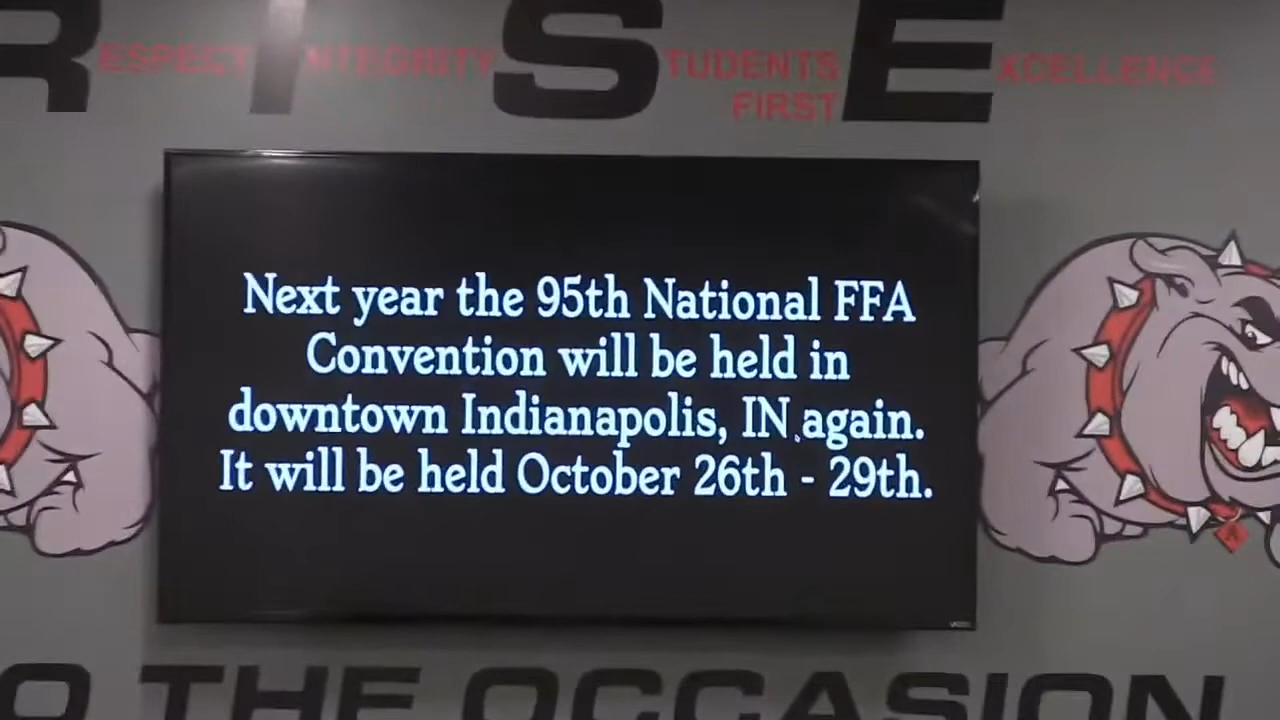 R ESPECT I NTEGRITY S TUDENTS FIRST E XCELLENCE
Next year the 95th National FFA
Convention will be held in
downtown Indianapolis, IN again.
It will be held October 26th - 29th.
O THE OCCASION